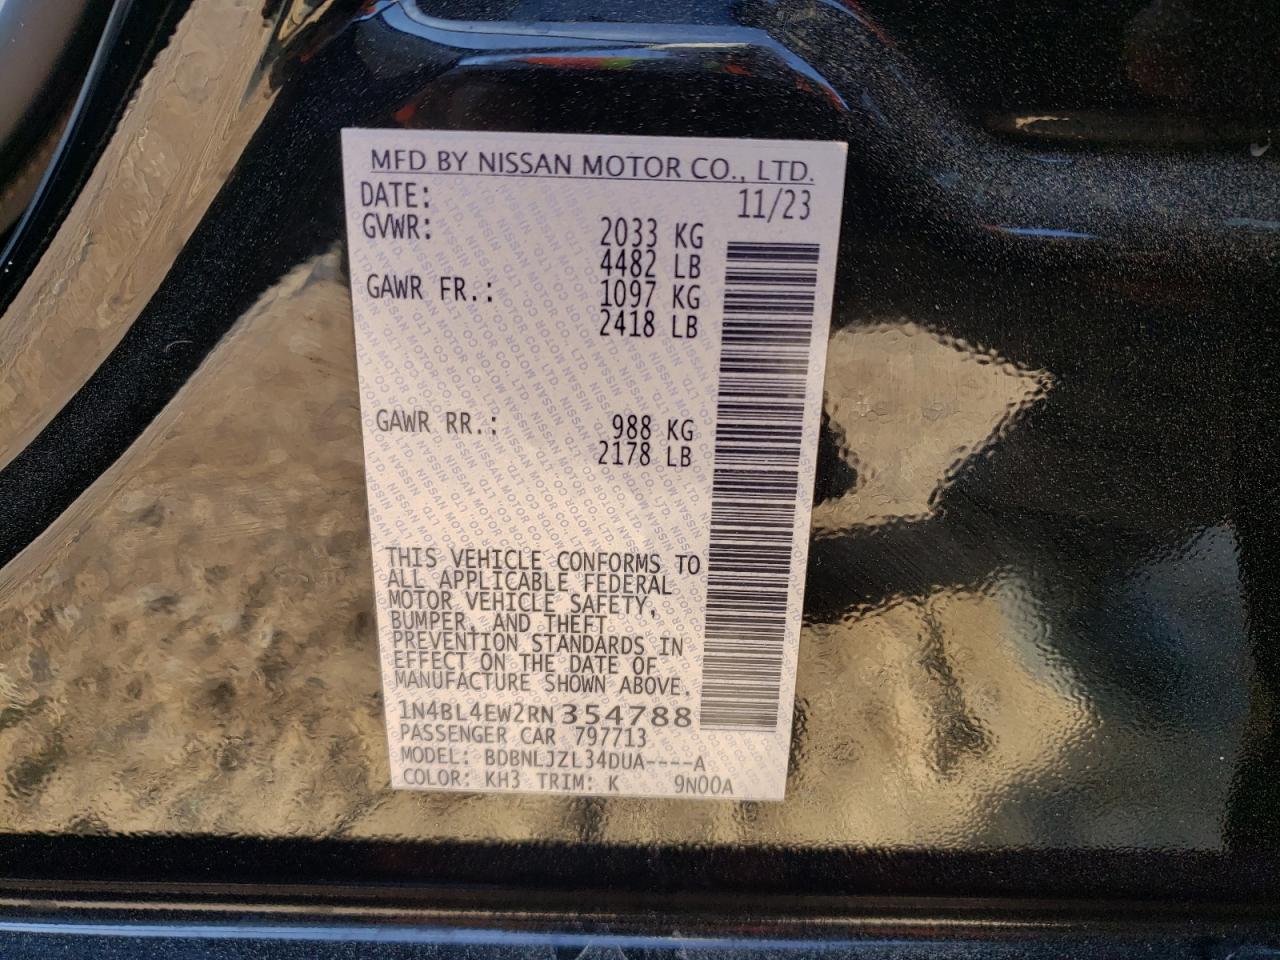 MFD BY NISSAN MOTOR CO., LTD.
DATE: 11/23
GVWR: 2033 KG
4482 LB
GAWR FR.: 1097 KG
2418 LB
GAWR RR.: 988 KG
2178 LB
THIS VEHICLE CONFORMS TO
ALL APPLICABLE FEDERAL
MOTOR VEHICLE SAFETY,
BUMPER, AND THEFT
PREVENTION STANDARDS IN
EFFECT ON THE DATE OF
MANUFACTURE SHOWN ABOVE.
1N4BL4EW2RN354788
PASSENGER CAR 797713
MODEL: BDBNLJZL34DUA----A
COLOR: KH3 TRIM: K 9N00A